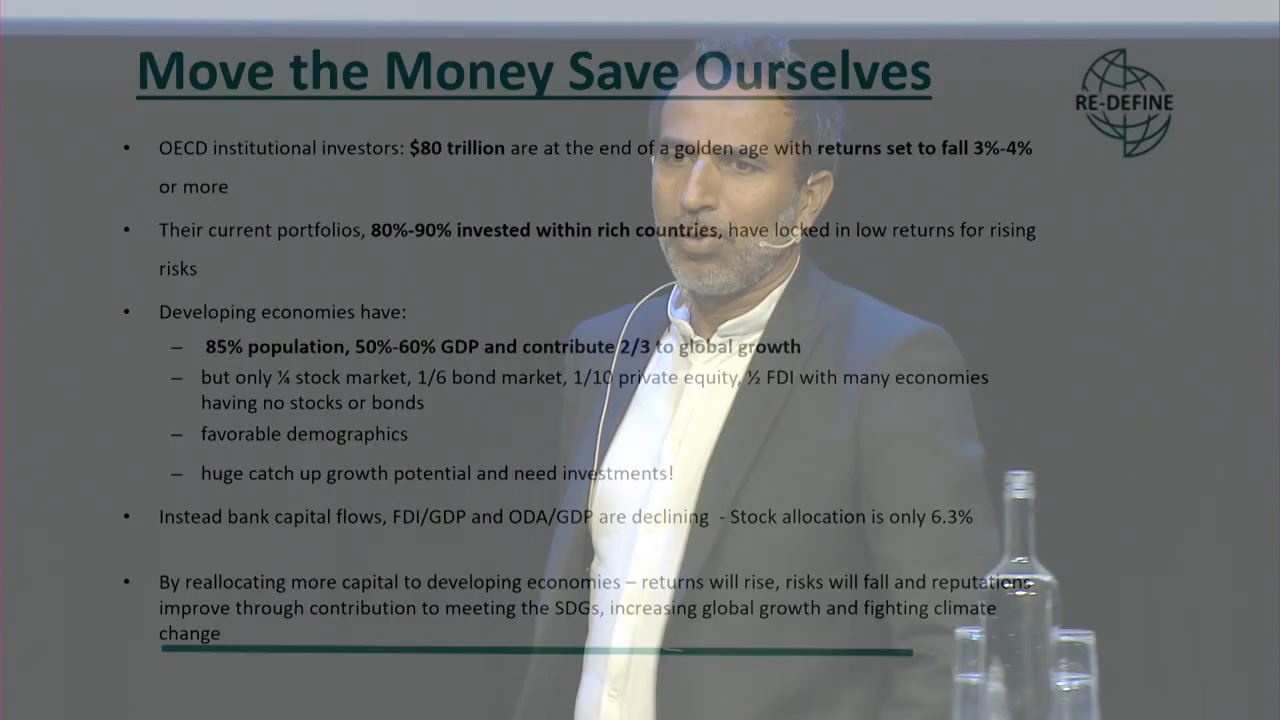 Move the Money Save Ourselves
RE-DEFINE
• OECD institutional investors: $80 trillion are at the end of a golden age with returns set to fall 3%-4%
or more
• Their current portfolios, 80%-90% invested within rich countries, have locked in low returns for rising
risks
• Developing economies have:
– 85% population, 50%-60% GDP and contribute 2/3 to global growth
– but only ¼ stock market, 1/6 bond market, 1/10 private equity, ½ FDI with many economies
having no stocks or bonds
– favorable demographics
– huge catch up growth potential and need investments!
• Instead bank capital flows, FDI/GDP and ODA/GDP are declining - Stock allocation is only 6.3%
• By reallocating more capital to developing economies – returns will rise, risks will fall and reputations
improve through contribution to meeting the SDGs, increasing global growth and fighting climate
change